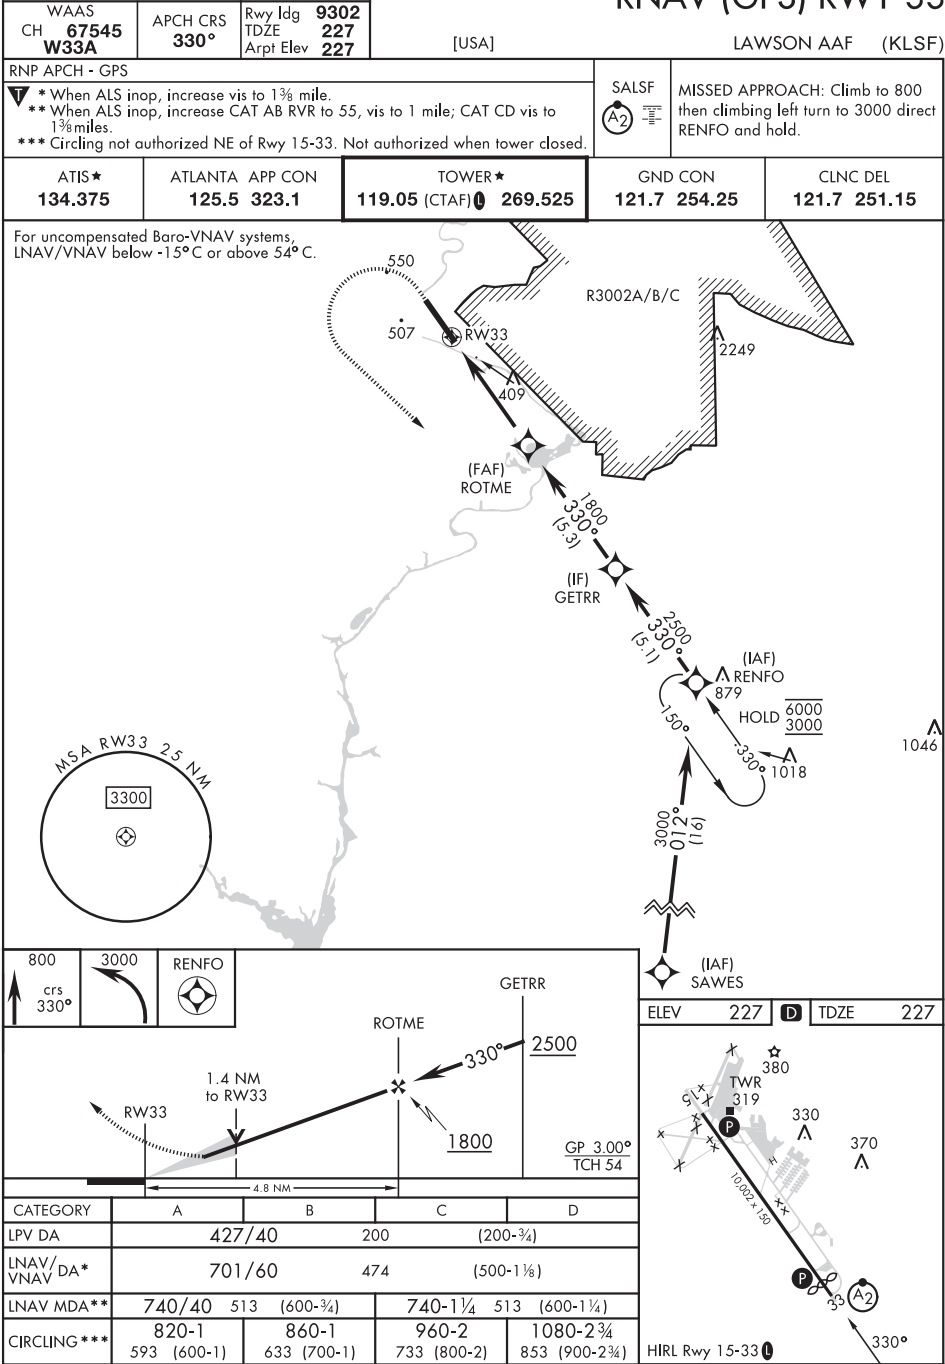 RNAV (GPS) RWY 33
WAAS
CH 67545
W33A
APCH CRS
330°
Rwy ldg 9302
TDZE 227
Arpt Elev 227
[USA]
LAWSON AAF (KLSF)
RNP APCH - GPS
T * When ALS inop, increase vis to 1⅜ mile.
** When ALS inop, increase CAT AB RVR to 55, vis to 1 mile; CAT CD vis to
1⅜miles.
*** Circling not authorized NE of Rwy 15-33. Not authorized when tower closed.
SALSF
A2
MISSED APPROACH: Climb to 800
then climbing left turn to 3000 direct
RENFO and hold.
ATIS★
134.375
ATLANTA APP CON
125.5 323.1
TOWER★
119.05 (CTAF) L 269.525
GND CON
121.7 254.25
CLNC DEL
121.7 251.15
For uncompensated Baro-VNAV systems,
LNAV/VNAV below -15°C or above 54°C.
550
507
RW33
409
R3002A/B/C
2249
(FAF)
ROTME
1800
330°
(5.3)
(IF)
GETRR
2500
330°
(5.1)
(IAF)
RENFO
879
HOLD 6000
3000
150°
330°
1018
1046
3000
012°
(16)
(IAF)
SAWES
MSA RW33 25 NM
3300
800
crs
330°
3000
RENFO
GETRR
ROTME
330°
2500
1.4 NM
to RW33
RW33
V
1800
GP 3.00°
TCH 54
4.8 NM
ELEV 227 D TDZE 227
380
TWR
319
15
P
330
370
H
10,002 x 150
P
33
A2
330°
HIRL Rwy 15-33 L
CATEGORY A B C D
LPV DA 427/40 200 (200-¾)
LNAV/
VNAV DA* 701/60 474 (500-1⅛)
LNAV MDA** 740/40 513 (600-¾) 740-1¼ 513 (600-1¼)
CIRCLING*** 820-1 860-1 960-2 1080-2¾
593 (600-1) 633 (700-1) 733 (800-2) 853 (900-2¾)